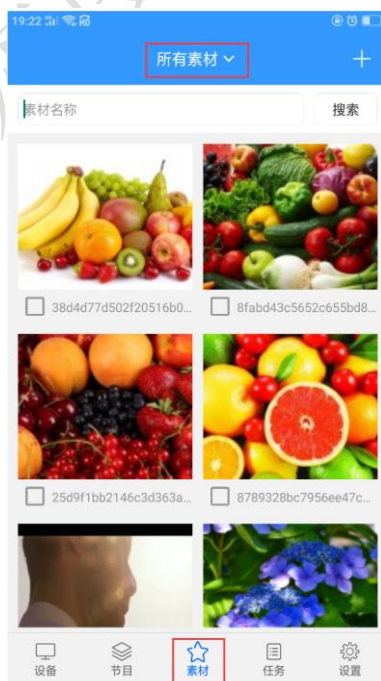 19:22
所有素材
素材名称
搜索
38d4d77d502f20516b0...
8fabd43c5652c655bd8...
25d9f1bb2146c3d363a...
8789328bc7956ee47c...
设备
节目
素材
任务
设置